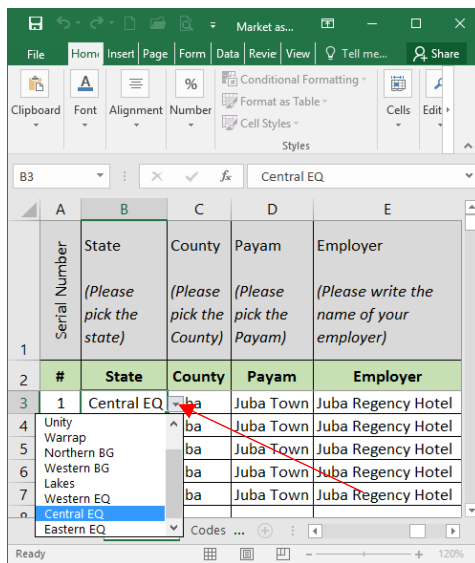 Market as...
File Home Insert Page Form Data Revie View Tell me... Share
Clipboard Font Alignment Number Conditional Formatting Format as Table Cell Styles Cells Edit
Styles
B3 fx Central EQ
A B C D E
1 Serial Number State (Please pick the state) County (Please pick the County) Payam (Please pick the Payam) Employer (Please write the name of your employer)
2 # State County Payam Employer
3 1 Central EQ ba Juba Town Juba Regency Hotel
4 ba Juba Town Juba Regency Hotel
5 ba Juba Town Juba Regency Hotel
6 ba Juba Town Juba Regency Hotel
7 ba Juba Town Juba Regency Hotel
Unity
Warrap
Northern BG
Western BG
Lakes
Western EQ
Central EQ
Eastern EQ
Codes ...
Ready 120%